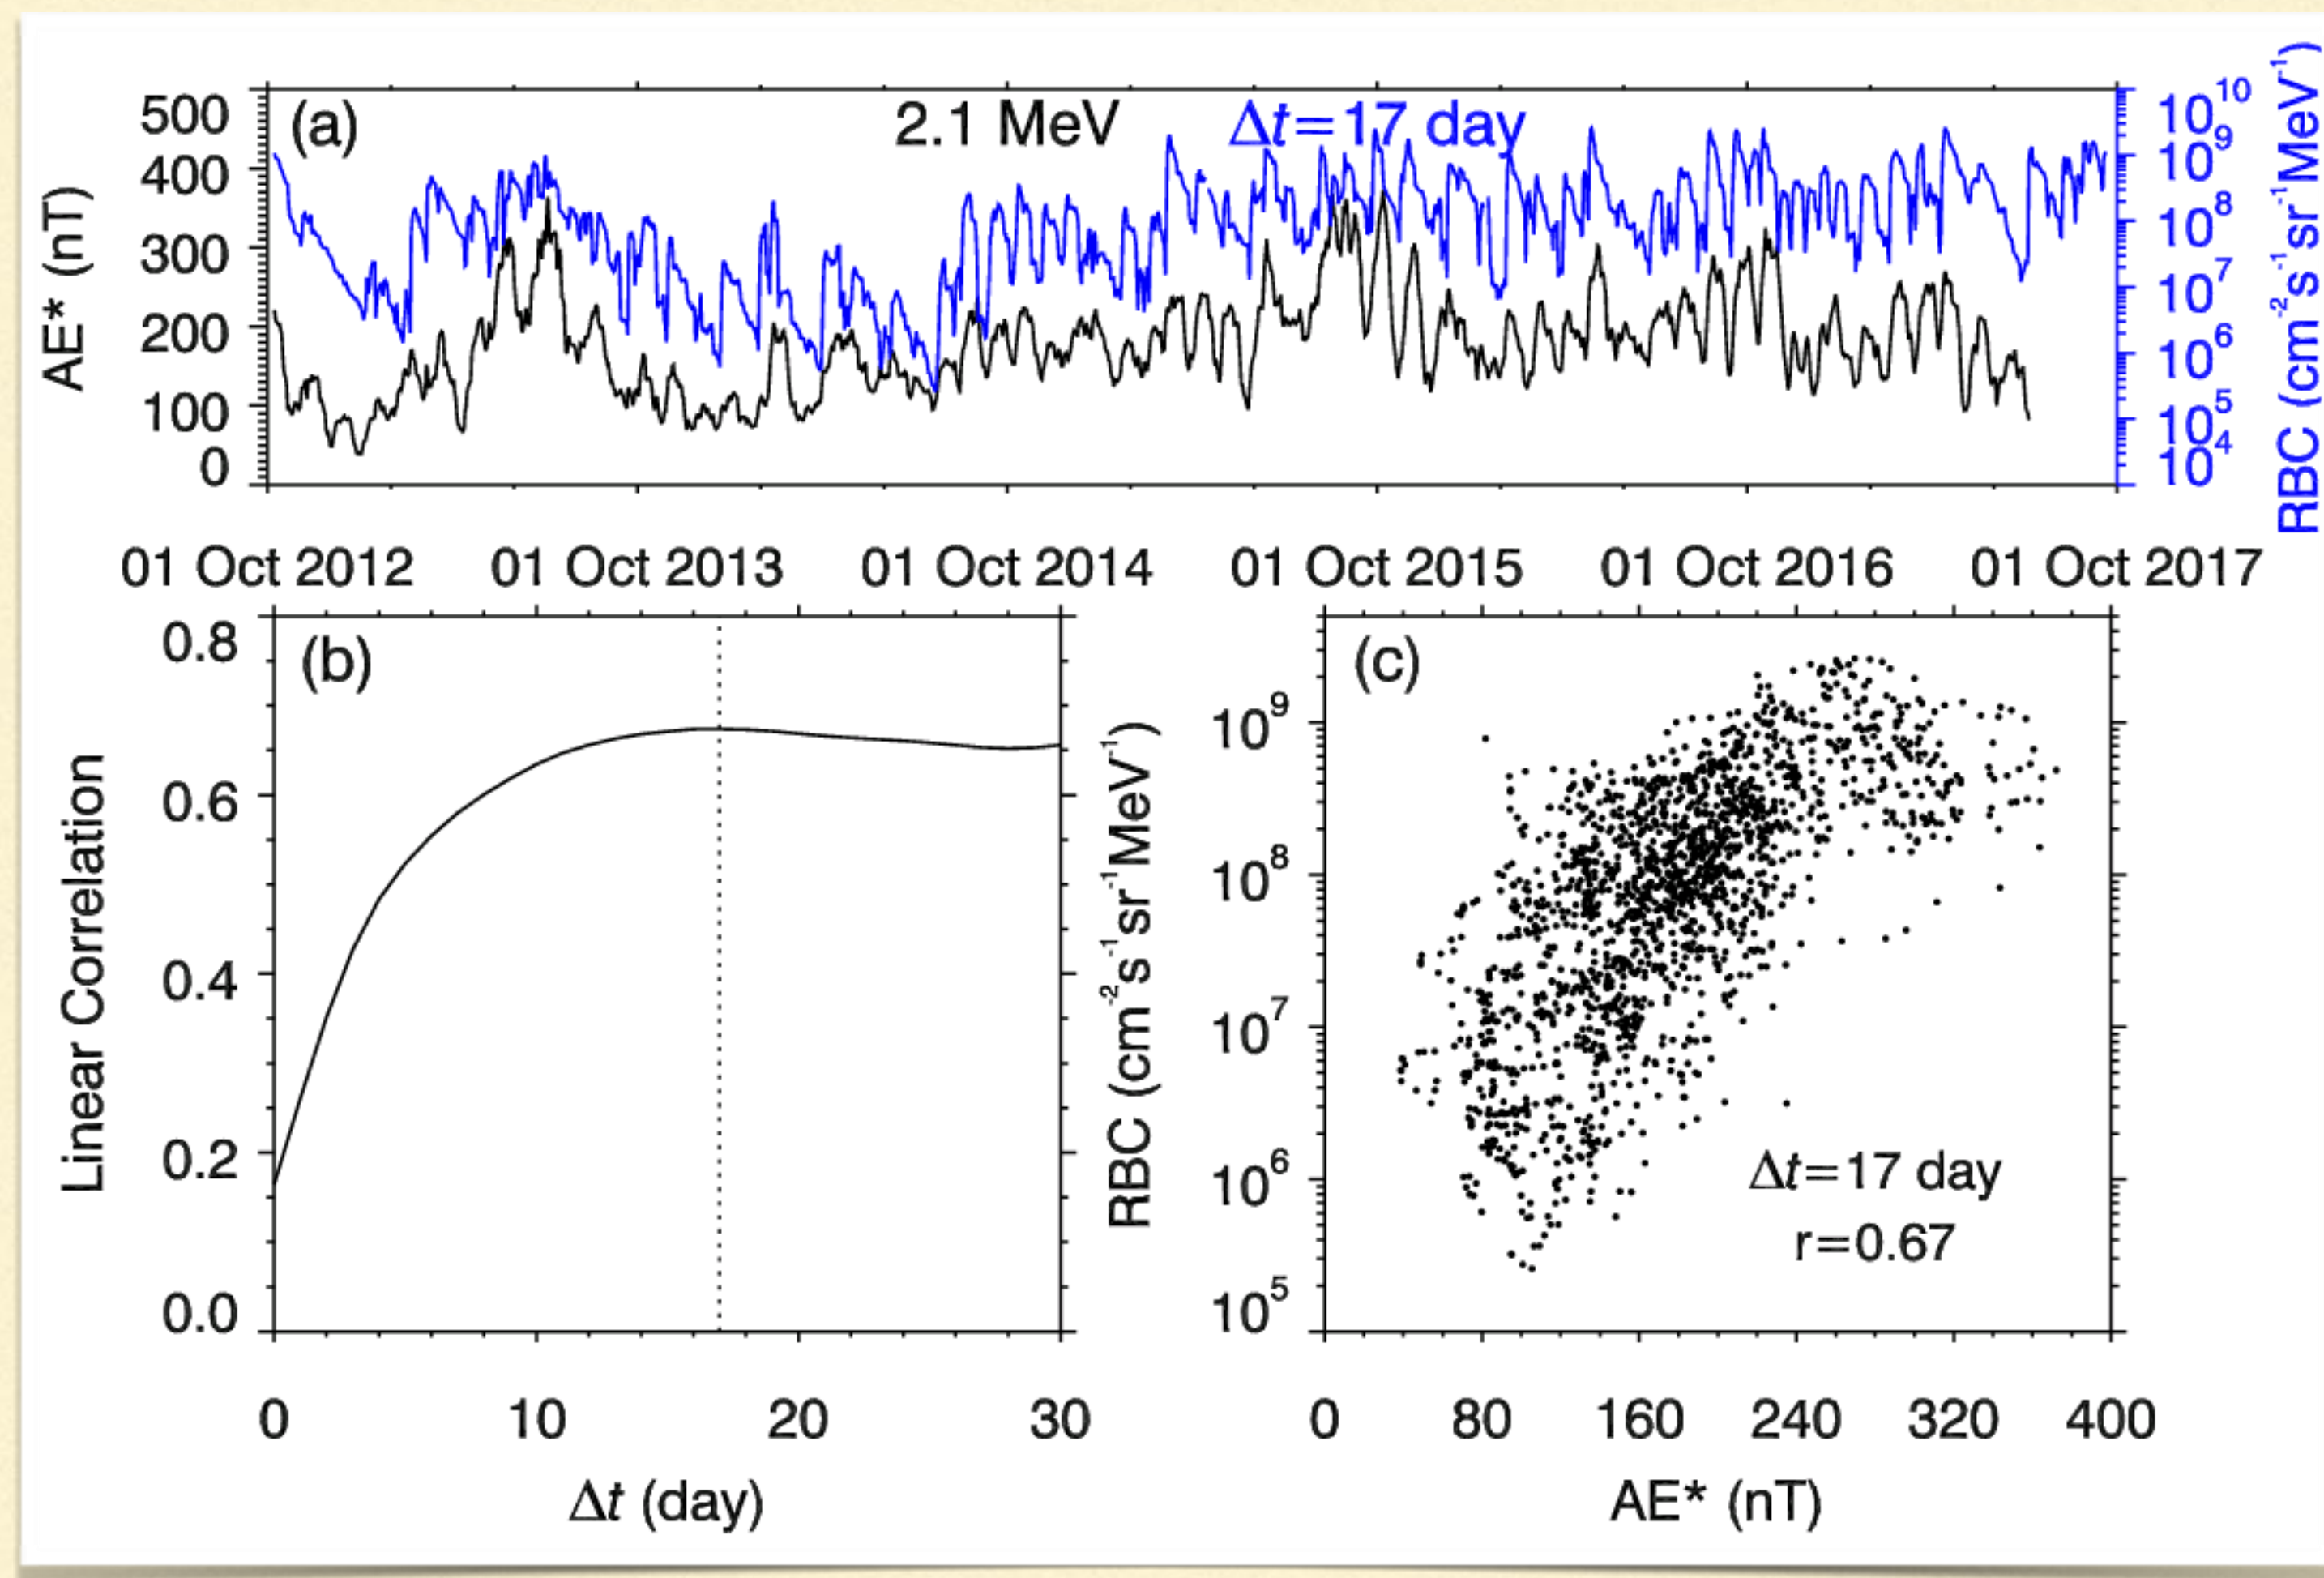 (a)
2.1 MeV
Δt=17 day
500
400
300
200
100
0
AE* (nT)
10^10
10^9
10^9
10^8
10^7
10^6
10^5
10^4
10^4
RBC (cm^-2 s^-1 sr^-1 MeV^-1)
01 Oct 2012
01 Oct 2013
01 Oct 2014
01 Oct 2015
01 Oct 2016
01 Oct 2017
(b)
0.8
0.6
0.4
0.2
0.0
Linear Correlation
0
10
20
30
Δt (day)
(c)
10^9
10^8
10^7
10^6
10^5
RBC (cm^-2 s^-1 sr^-1 MeV^-1)
Δt=17 day
r=0.67
0
80
160
240
320
400
AE* (nT)